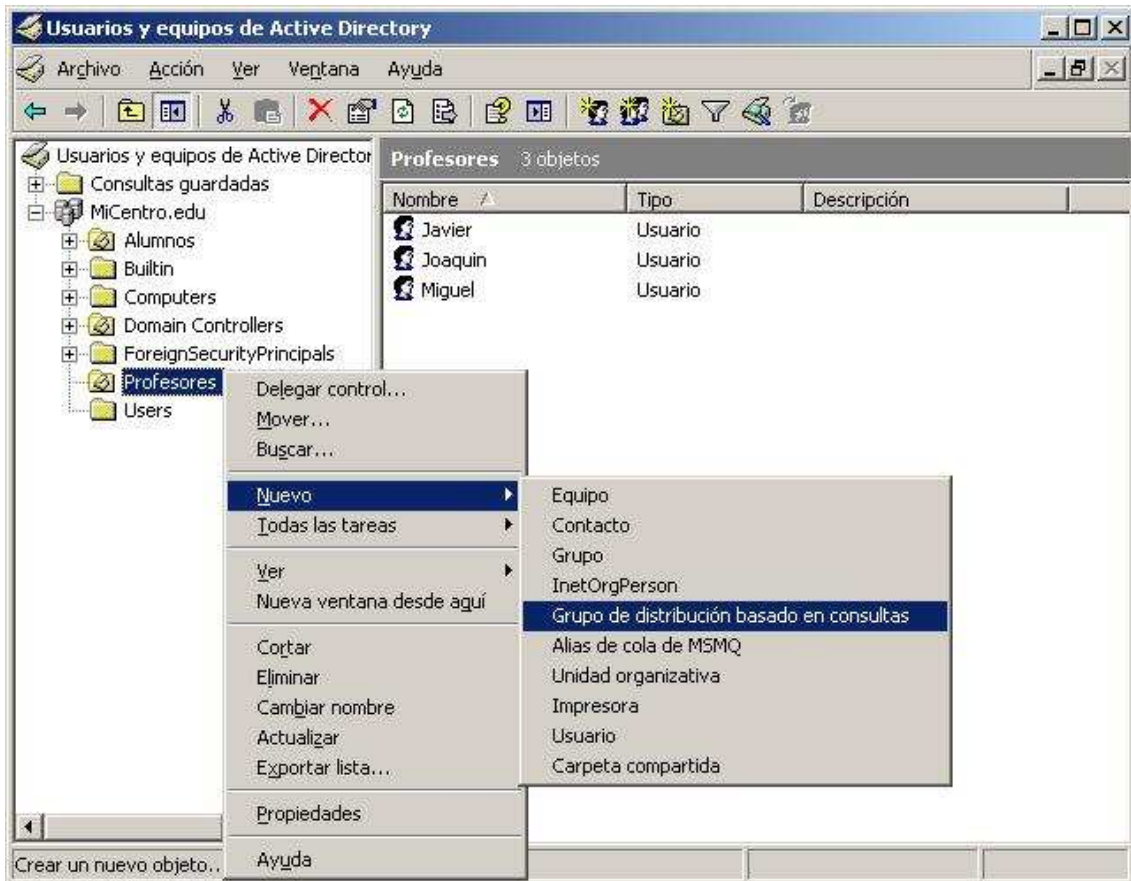 Usuarios y equipos de Active Directory
Archivo Acción Ver Ventana Ayuda
Usuarios y equipos de Active Director
Consultas guardadas
MiCentro.edu
Alumnos
Builtin
Computers
Domain Controllers
ForeignSecurityPrincipals
Profesores
Users
Profesores 3 objetos
Nombre Tipo Descripción
Javier Usuario
Joaquin Usuario
Miguel Usuario
Delegar control...
Mover...
Buscar...
Nuevo
Todas las tareas
Ver
Nueva ventana desde aquí
Cortar
Eliminar
Cambiar nombre
Actualizar
Exportar lista...
Propiedades
Ayuda
Equipo
Contacto
Grupo
InetOrgPerson
Grupo de distribución basado en consultas
Alias de cola de MSMQ
Unidad organizativa
Impresora
Usuario
Carpeta compartida
Crear un nuevo objeto..